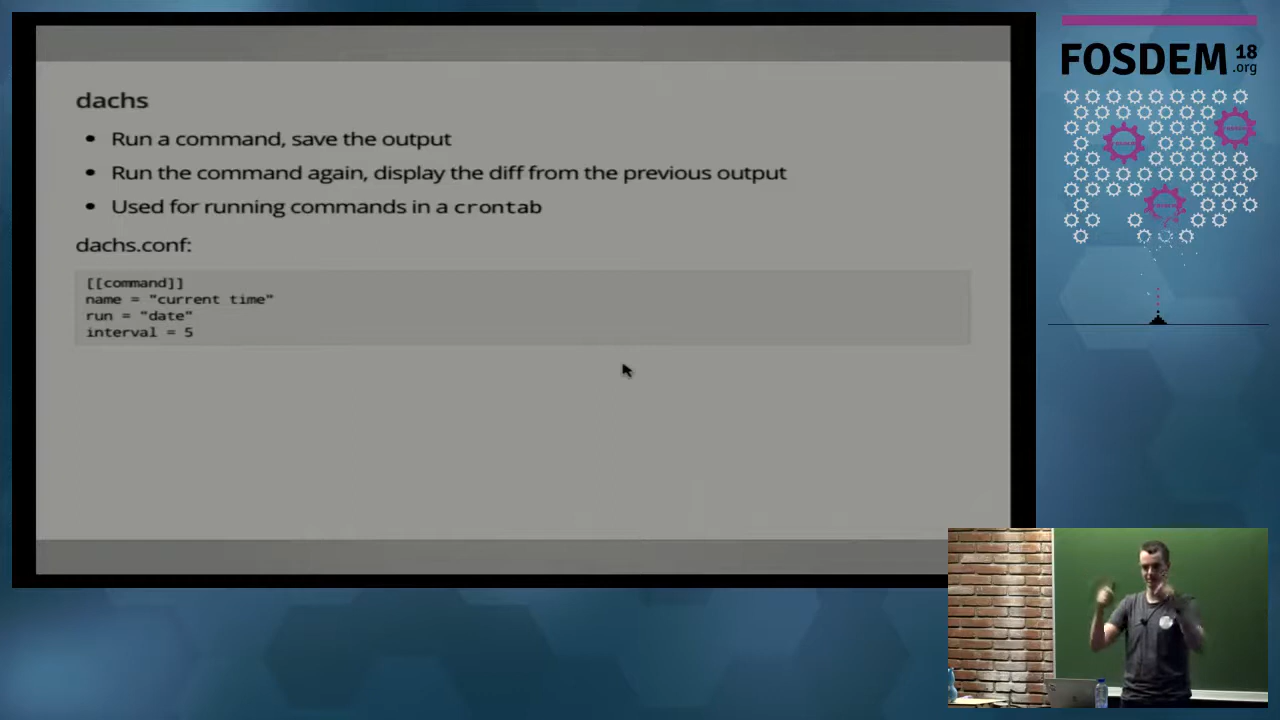 dachs
• Run a command, save the output
• Run the command again, display the diff from the previous output
• Used for running commands in a crontab
dachs.conf:
[[command]]
name = "current time"
run = "date"
interval = 5
FOSDEM 18
.org